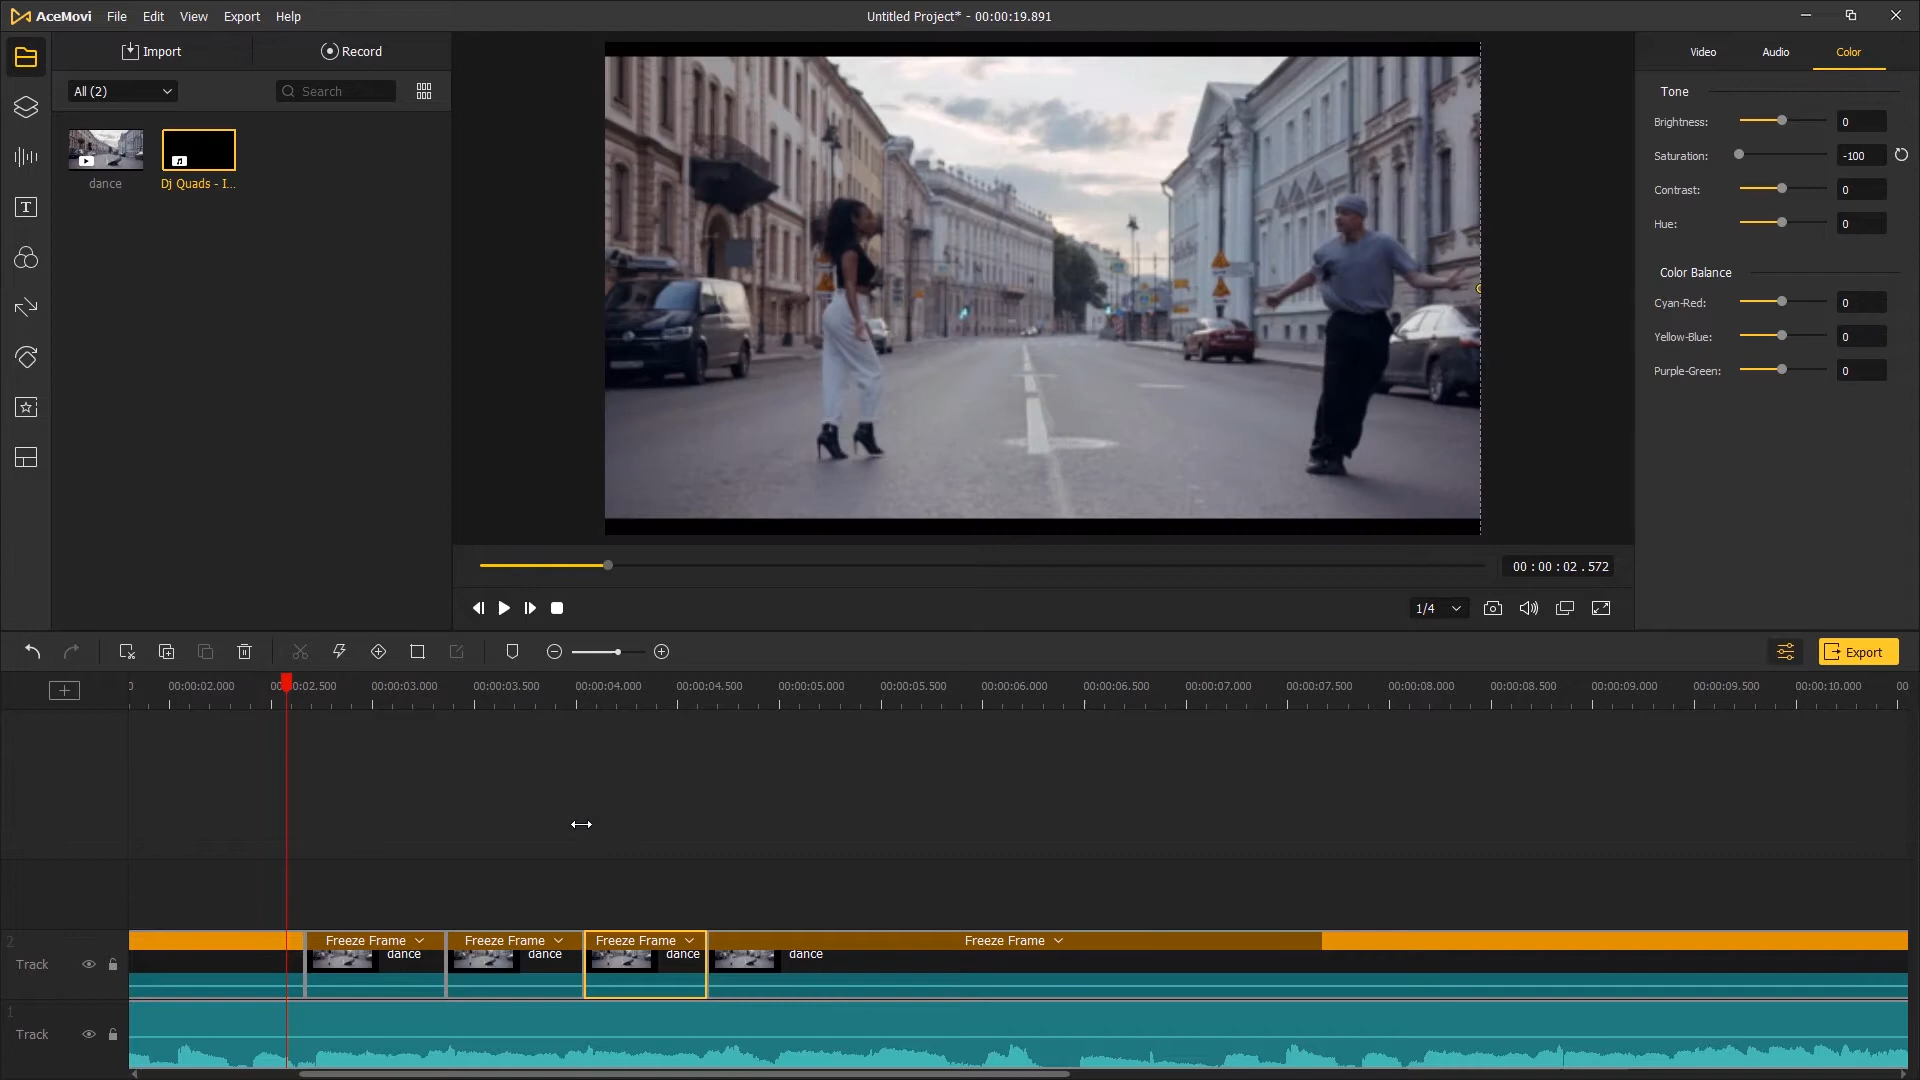 AceMovi File Edit View Export Help
Untitled Project* - 00:00:19.891
Import
Record
All (2)
Search
dance
Dj Quads - I...
Video Audio Color
Tone
Brightness: 0
Saturation: -100
Contrast: 0
Hue: 0
Color Balance
Cyan-Red: 0
Yellow-Blue: 0
Purple-Green: 0
00 : 00 : 02 . 572
1/4
Export
0 00:00:02.000 00:00:02.500 00:00:03.000 00:00:03.500 00:00:04.000 00:00:04.500 00:00:05.000 00:00:05.500 00:00:06.000 00:00:06.500 00:00:07.000 00:00:07.500 00:00:08.000 00:00:08.500 00:00:09.000 00:00:09.500 00:00:10.000 00
2
Freeze Frame Freeze Frame Freeze Frame Freeze Frame
dance dance dance dance
Track
1
Track